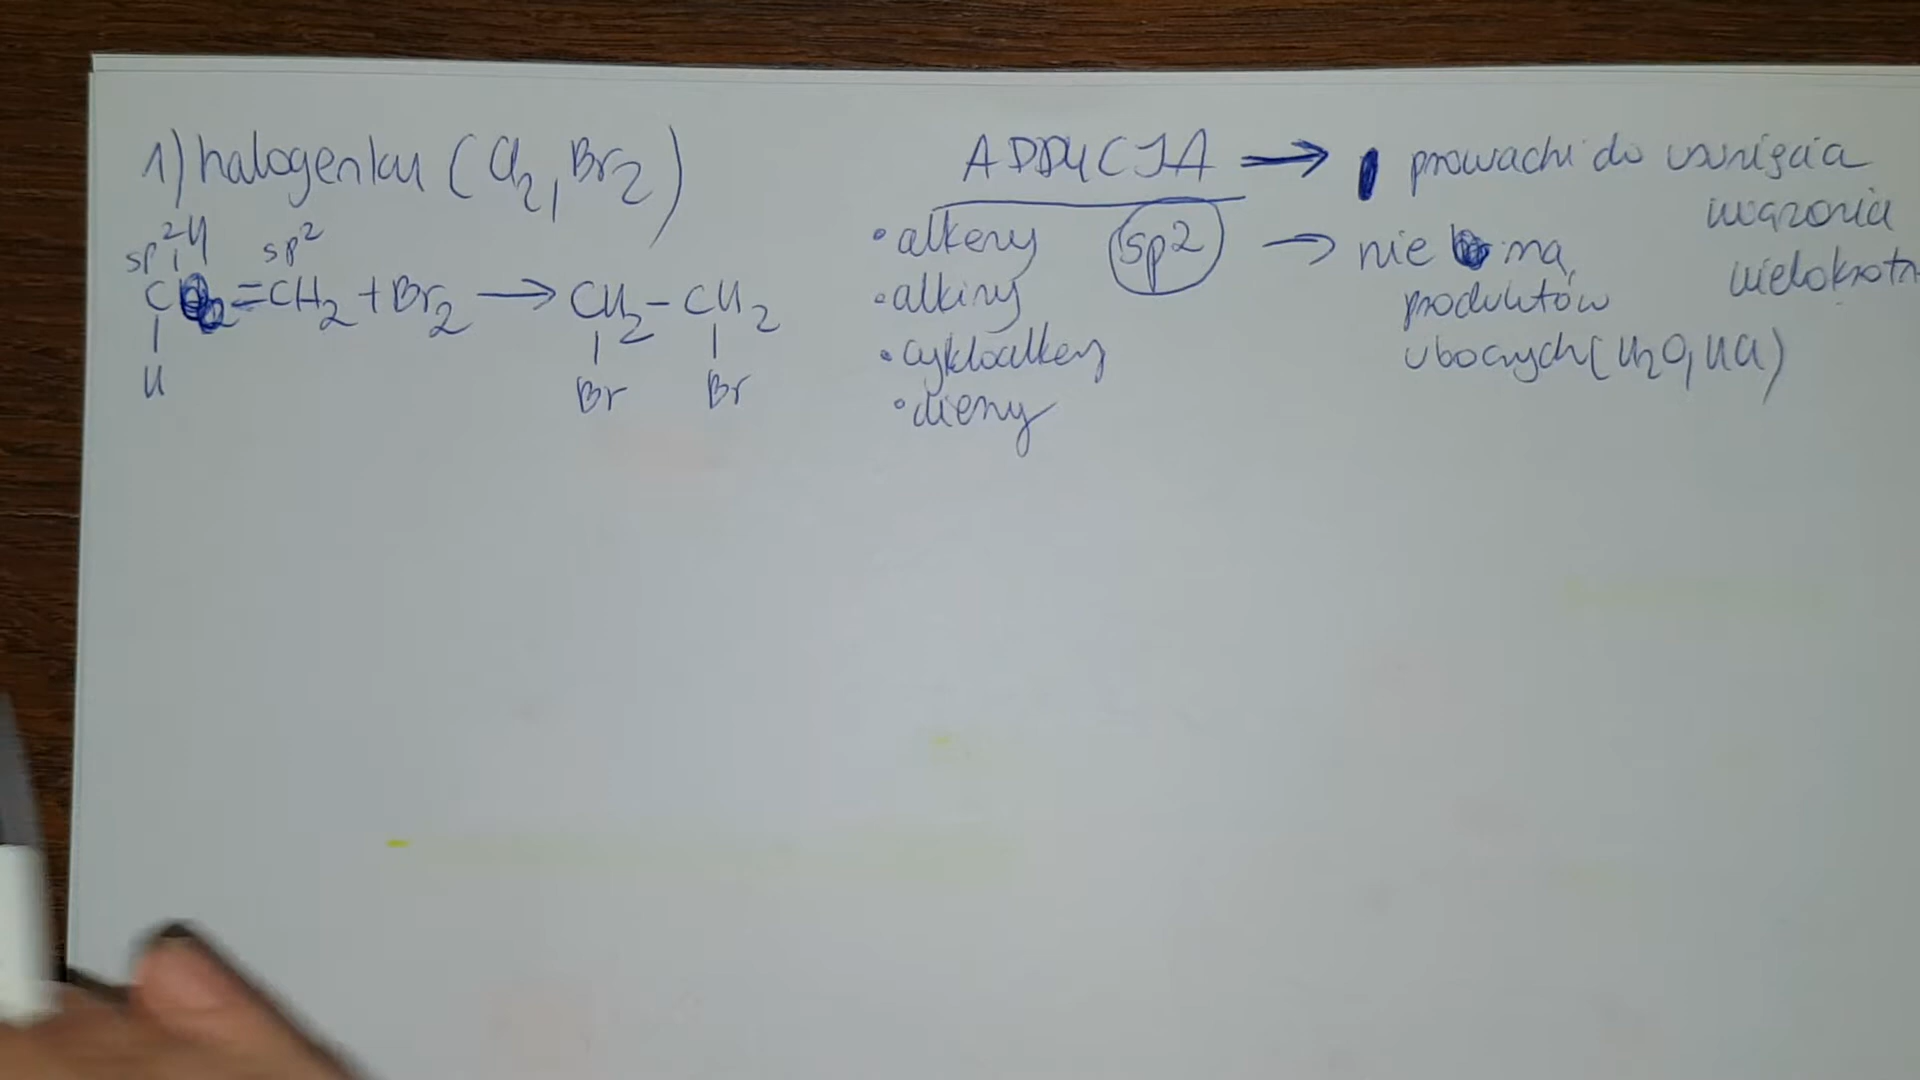 1) halogenku (Cl2, Br2)
sp2 H sp2
C =CH2 + Br2 → CH2 - CH2
H
Br Br
ADDYCJA → prowadzi do usunięcia
wiązania
wielokrotn
• alkeny sp2 → nie ma
produktów
ubocznych (H2O, HCl)
• alkiny
• cykloalkeny
• dieny